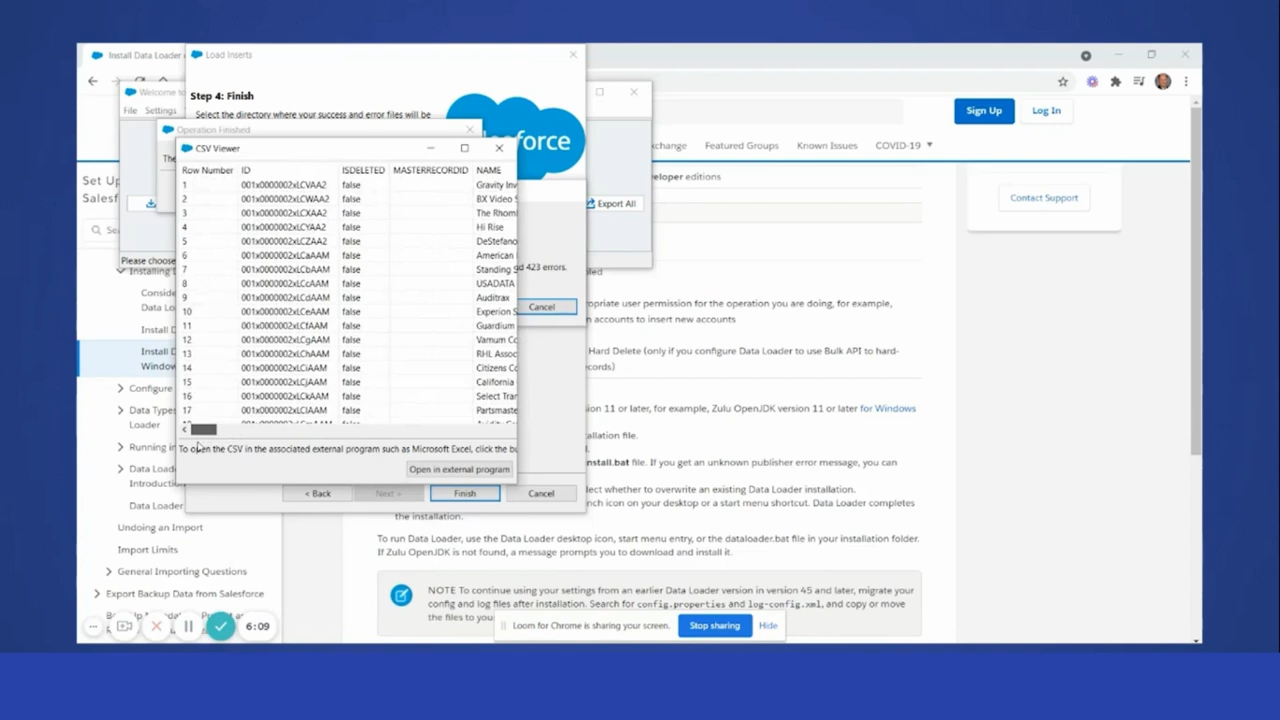 Install Data Loader
Load Inserts
Welcome to
File Settings
Step 4: Finish
Select the directory where your success and error files will be
Operation Finished
CSV Viewer
Sign Up
Log In
Featured Groups
Known Issues
COVID-19
Set Up
Salesf
Row Number ID ISDELETED MASTERRECORDID NAME
1 001x0000002xLCVAA2 false Gravity Inv
2 001x0000002xLCWAA2 false BX Video S
3 001x0000002xLCXAA2 false The Rhom
4 001x0000002xLCYAA2 false Hi Rise
5 001x0000002xLCZAA2 false DeStefano
6 001x0000002xLCaAAM false American
7 001x0000002xLCbAAM false Standing S
8 001x0000002xLCcAAM false USADATA
9 001x0000002xLCdAAM false Auditrax
10 001x0000002xLCeAAM false Experion S
11 001x0000002xLCfAAM false Guardium
12 001x0000002xLCgAAM false Varnum Co
13 001x0000002xLChAAM false RHL Assoc
14 001x0000002xLCiAAM false Citizens Co
15 001x0000002xLCjAAM false California
16 001x0000002xLCkAAM false Select Tran
17 001x0000002xLClAAM false Partsmaste
To open the CSV in the associated external program such as Microsoft Excel, click the bu
Open in external program
Export All
Please choose
d 423 errors.
Cancel
< Back
Next >
Finish
Cancel
eloper editions
Contact Support
opriate user permission for the operation you are doing, for example,
n accounts to insert new accounts
Hard Delete (only if you configure Data Loader to use Bulk API to hard-
cords)
sion 11 or later, for example, Zulu OpenJDK version 11 or later for Windows
tallation file.
nstall.bat file. If you get an unknown publisher error message, you can
lect whether to overwrite an existing Data Loader installation.
nch icon on your desktop or a start menu shortcut. Data Loader completes
the installation.
To run Data Loader, use the Data Loader desktop icon, start menu entry, or the dataloader.bat file in your installation folder.
If Zulu OpenJDK is not found, a message prompts you to download and install it.
NOTE To continue using your settings from an earlier Data Loader version in version 45 and later, migrate your
config and log files after installation. Search for config.properties and log-config.xml, and copy or move
the files to you
Installing D
Consid
Data Lo
Install D
Install D
Windo
Configure
Data Types
Loader
Running in
Data Load
Introductio
Data Loader
Undoing an Import
Import Limits
General Importing Questions
Export Backup Data from Salesforce
6:09
Loom for Chrome is sharing your screen.
Stop sharing
Hide